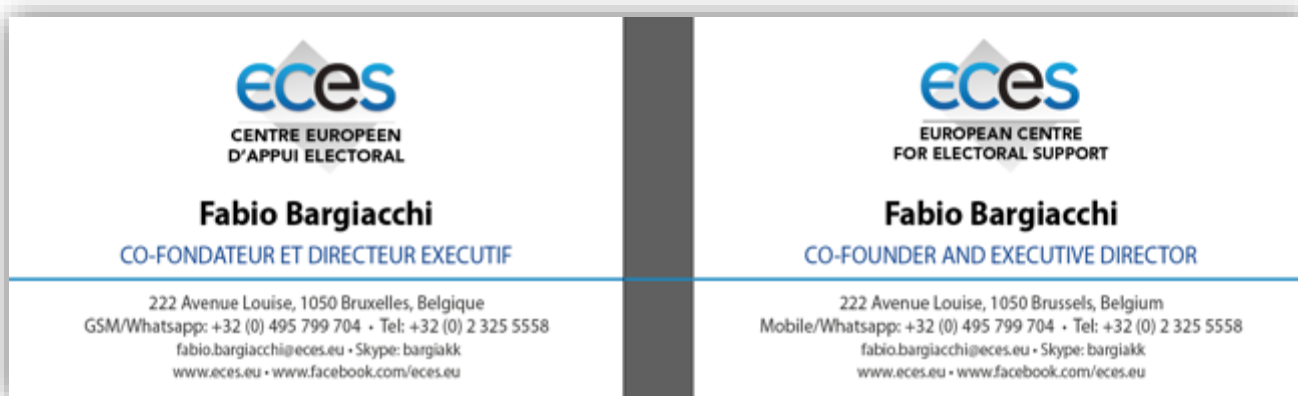 eces
CENTRE EUROPEEN
D'APPUI ELECTORAL
Fabio Bargiacchi
CO-FONDATEUR ET DIRECTEUR EXECUTIF
222 Avenue Louise, 1050 Bruxelles, Belgique
GSM/Whatsapp: +32 (0) 495 799 704 • Tel: +32 (0) 2 325 5558
fabio.bargiacchi@eces.eu • Skype: bargiakk
www.eces.eu • www.facebook.com/eces.eu
eces
EUROPEAN CENTRE
FOR ELECTORAL SUPPORT
Fabio Bargiacchi
CO-FOUNDER AND EXECUTIVE DIRECTOR
222 Avenue Louise, 1050 Brussels, Belgium
Mobile/Whatsapp: +32 (0) 495 799 704 • Tel: +32 (0) 2 325 5558
fabio.bargiacchi@eces.eu • Skype: bargiakk
www.eces.eu • www.facebook.com/eces.eu